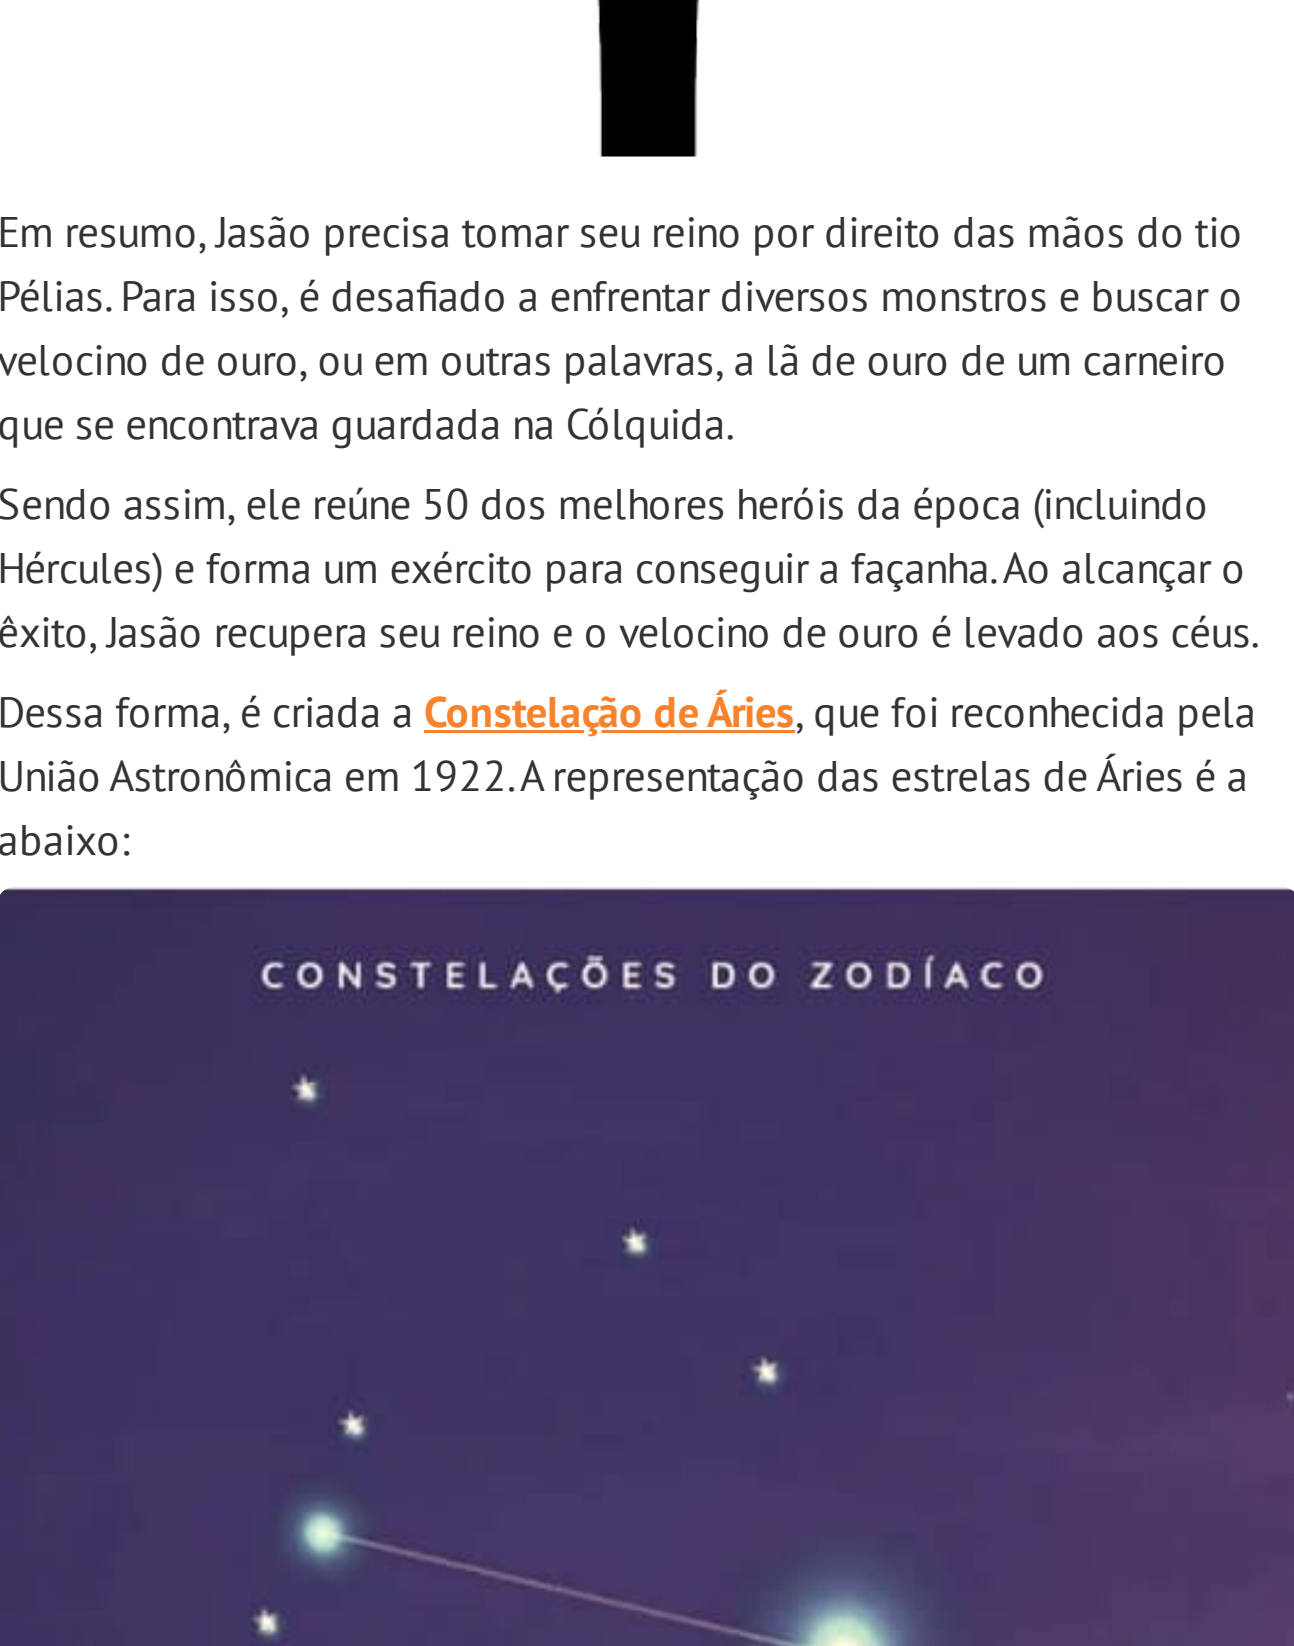 Em resumo, Jasão precisa tomar seu reino por direito das mãos do tio
Pélias. Para isso, é desafiado a enfrentar diversos monstros e buscar o
velocino de ouro, ou em outras palavras, a lã de ouro de um carneiro
que se encontrava guardada na Cólquida.
Sendo assim, ele reúne 50 dos melhores heróis da época (incluindo
Hércules) e forma um exército para conseguir a façanha. Ao alcançar o
êxito, Jasão recupera seu reino e o velocino de ouro é levado aos céus.
Dessa forma, é criada a Constelação de Áries, que foi reconhecida pela
União Astronômica em 1922. A representação das estrelas de Áries é a
abaixo:
CONSTELAÇÕES DO ZODÍACO